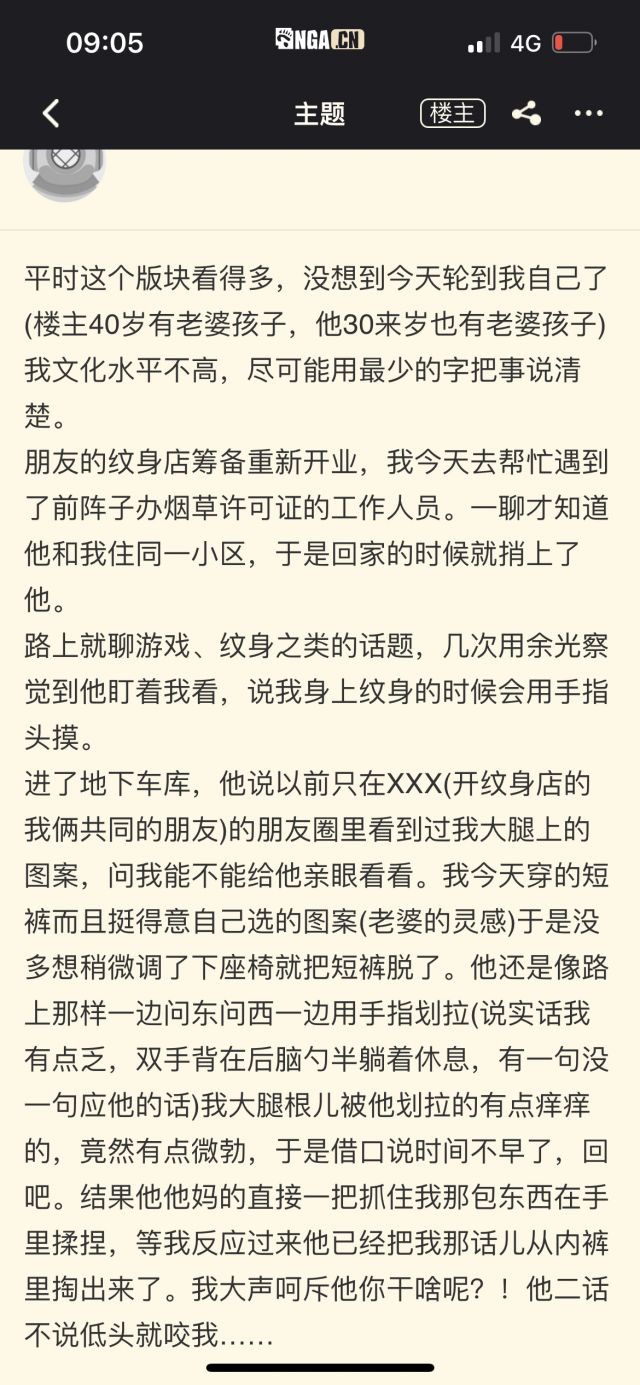 09:05
NGA.CN
4G
主题
楼主
平时这个版块看得多，没想到今天轮到我自己了
(楼主40岁有老婆孩子，他30来岁也有老婆孩子)
我文化水平不高，尽可能用最少的字把事说清
楚。
朋友的纹身店筹备重新开业，我今天去帮忙遇到
了前阵子办烟草许可证的工作人员。一聊才知道
他和我住同一小区，于是回家的时候就捎上了
他。
路上就聊游戏、纹身之类的话题，几次用余光察
觉到他盯着我看，说我身上纹身的时候会用手指
头摸。
进了地下车库，他说以前只在XXX(开纹身店的
我俩共同的朋友)的朋友圈里看到过我大腿上的
图案，问我能不能给他亲眼看看。我今天穿的短
裤而且挺得意自己选的图案(老婆的灵感)于是没
多想稍微调了下座椅就把短裤脱了。他还是像路
上那样一边问东问西一边用手指划拉(说实话我
有点乏，双手背在后脑勺半躺着休息，有一句没
一句应他的话)我大腿根儿被他划拉的有点痒痒
的，竟然有点微勃，于是借口说时间不早了，回
吧。结果他他妈的直接一把抓住我那包东西在手
里揉捏，等我反应过来他已经把我那话儿从内裤
里掏出来了。我大声呵斥他你干啥呢？！他二话
不说低头就咬我……